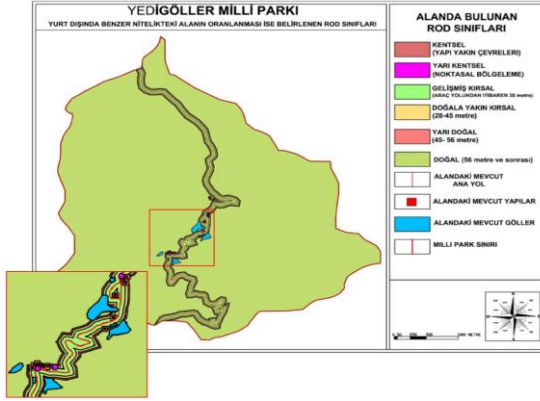 YEDİGÖLLER MİLLİ PARKI
YURT DIŞINDA BENZER NİTELİKTEKİ ALANIN ORANLANMASI İSE BELİRLENEN ROD SINIFLARI
ALANDA BULUNAN
ROD SINIFLARI
KENTSEL
(YAPI YAKIN ÇEVRELERİ)
YARI KENTSEL
(NOKTASAL BÖLGELEME)
GELİŞMİŞ KIRSAL
(ARAÇ YOLUNDAN İTİBAREN 28 metre)
DOĞALA YAKIN KIRSAL
(28-45 metre)
YARI DOĞAL
(45- 56 metre)
DOĞAL (56 metre ve sonrası)
ALANDAKİ MEVCUT
ANA YOL
ALANDAKİ MEVCUT YAPILAR
ALANDAKİ MEVCUT GÖLLER
MİLLİ PARK SINIRI